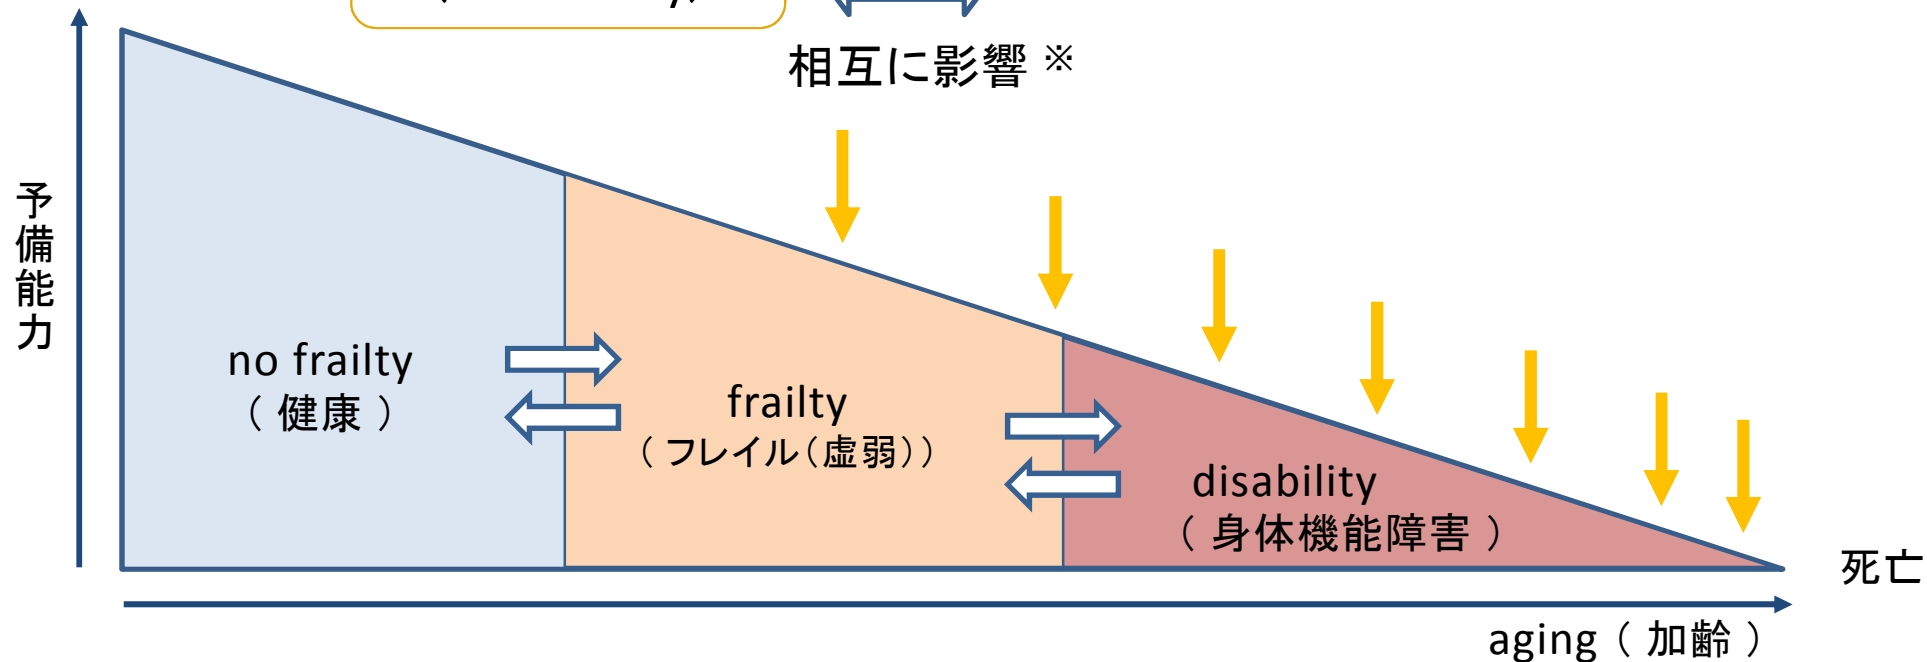 相互に影響 ※
予備能力
no frailty
（ 健康 ）
frailty
（ フレイル（虚弱））
disability
（ 身体機能障害 ）
死亡
aging （ 加齢 ）